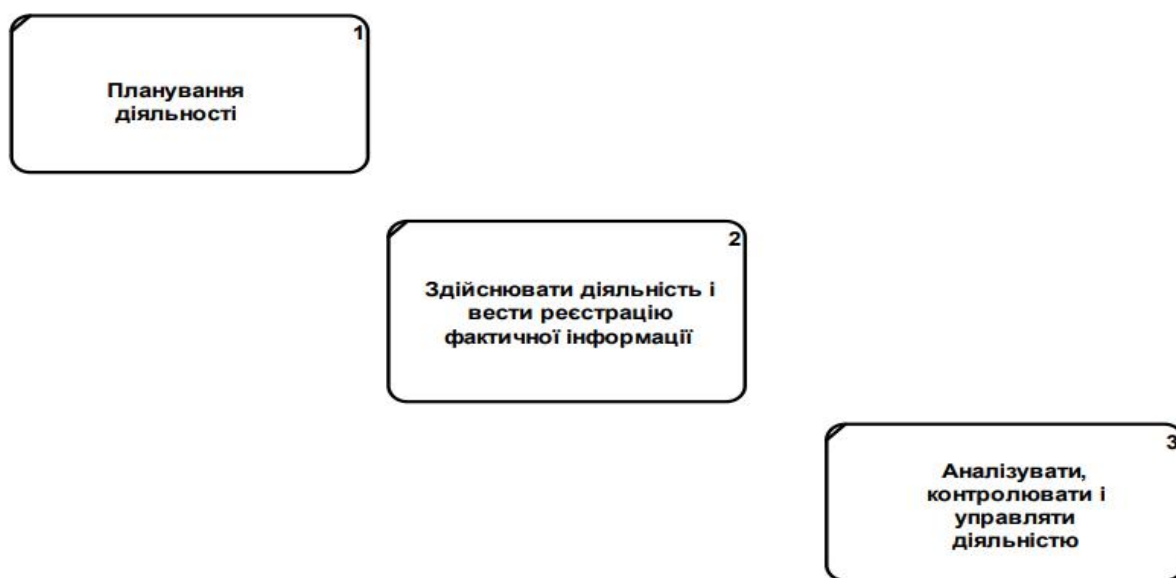 1
Планування
діяльності
2
Здійснювати діяльність і
вести реєстрацію
фактичної інформації
3
Аналізувати,
контролювати і
управляти
діяльністю